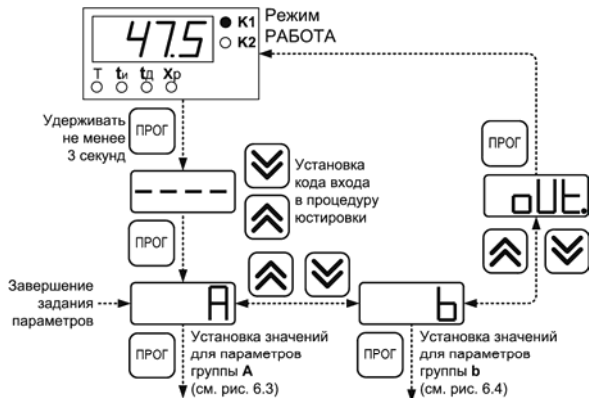 47.5
K1
K2
T tи tд Xp
Режим
РАБОТА
Удерживать
не менее
3 секунд
ПРОГ
----
Установка
кода входа
в процедуру
юстировки
ПРОГ
ПРОГ
oUt.
Завершение
задания
параметров
A
b
ПРОГ
Установка значений
для параметров
группы A
(см. рис. 6.3)
ПРОГ
Установка значений
для параметров
группы b
(см. рис. 6.4)